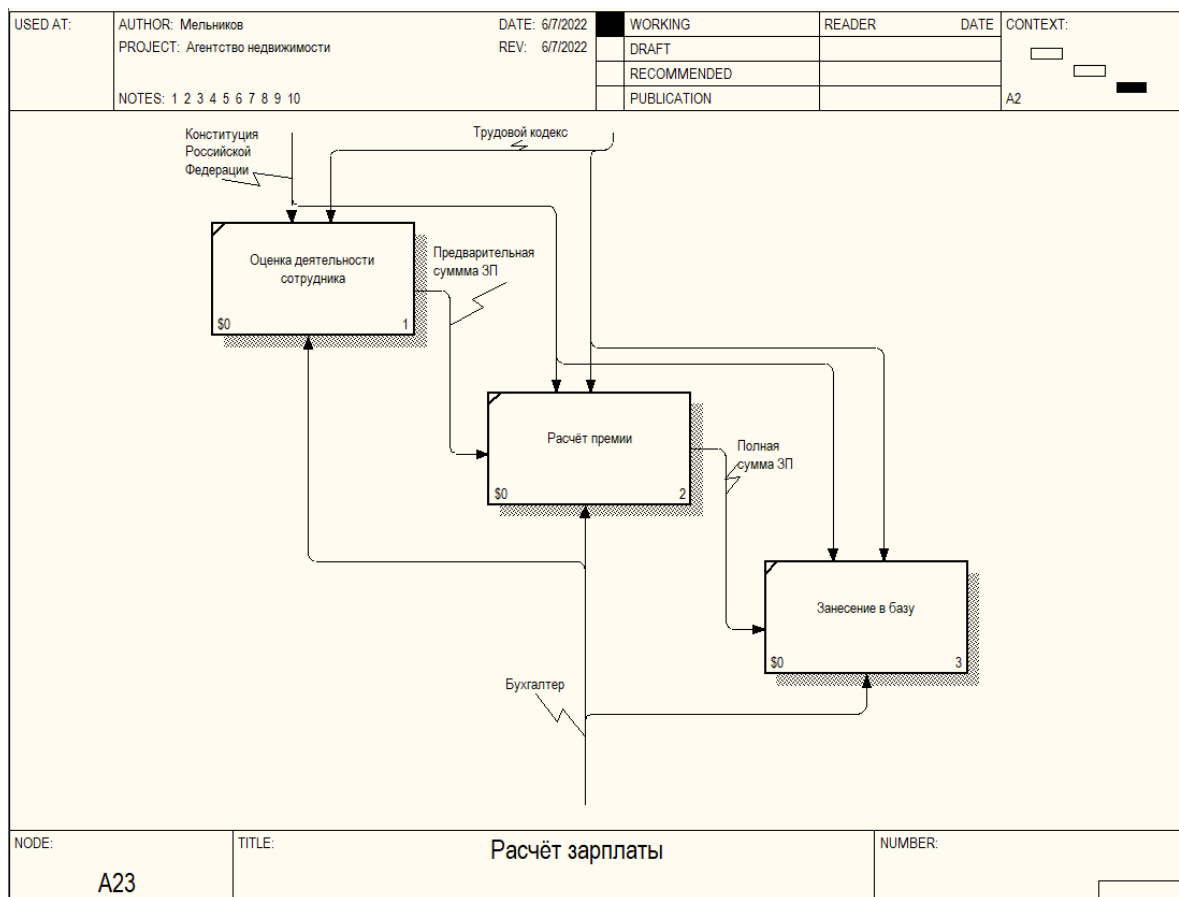 USED AT:
AUTHOR: Мельников
DATE: 6/7/2022
PROJECT: Агентство недвижимости
REV: 6/7/2022
NOTES: 1 2 3 4 5 6 7 8 9 10
WORKING
DRAFT
RECOMMENDED
PUBLICATION
READER
DATE
CONTEXT:
A2
Конституция
Российской
Федерации
Трудовой кодекс
Оценка деятельности
сотрудника
$0
1
Предварительная
суммма ЗП
Расчёт премии
$0
2
Полная
сумма ЗП
Занесение в базу
$0
3
Бухгалтер
NODE:
A23
TITLE:
Расчёт зарплаты
NUMBER: